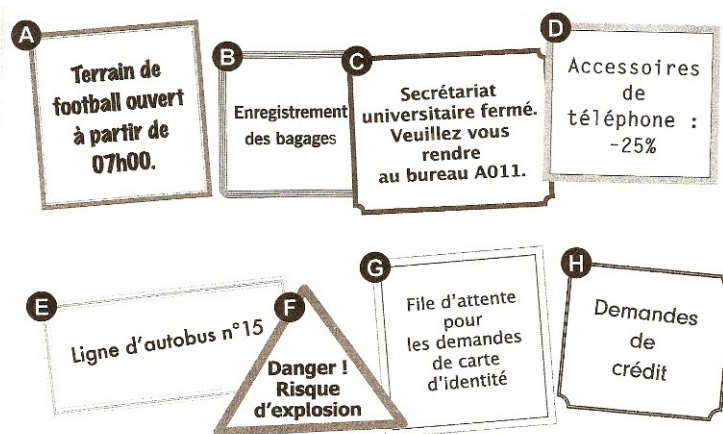 A
Terrain de
football ouvert
à partir de
07h00.
B
Enregistrement
des bagages
C
Secrétariat
universitaire fermé.
Veuillez vous
rendre
au bureau A011.
D
Accessoires
de
téléphone :
-25%
E
Ligne d'autobus n°15
F
Danger !
Risque
d'explosion
G
File d'attente
pour
les demandes
de carte
d'identité
H
Demandes
de
crédit